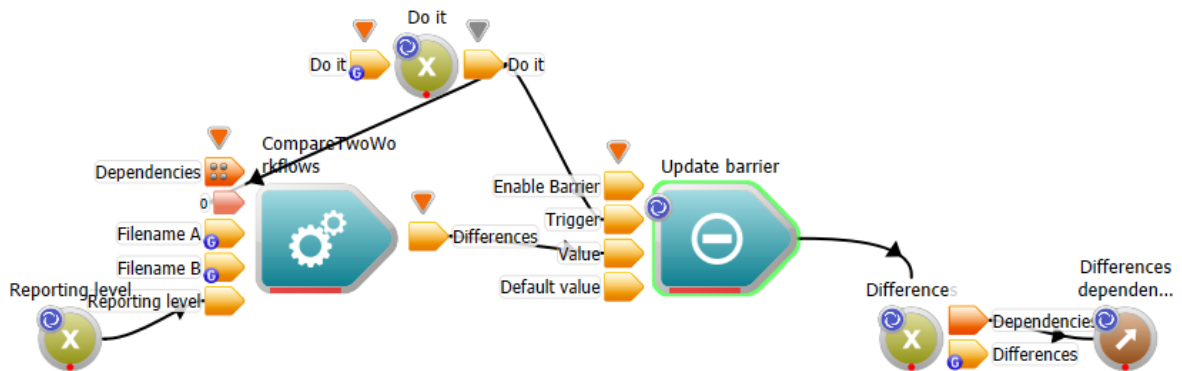 Do it
Do it
G
X
Do it
CompareTwoWo
rkflows
Dependencies
0
Filename A
G
Filename B
G
Reporting level
Reporting level
X
Differences
Update barrier
Enable Barrier
Trigger
Value
Default value
Differences
X
Dependencies
G
Differences
Differences
dependen...